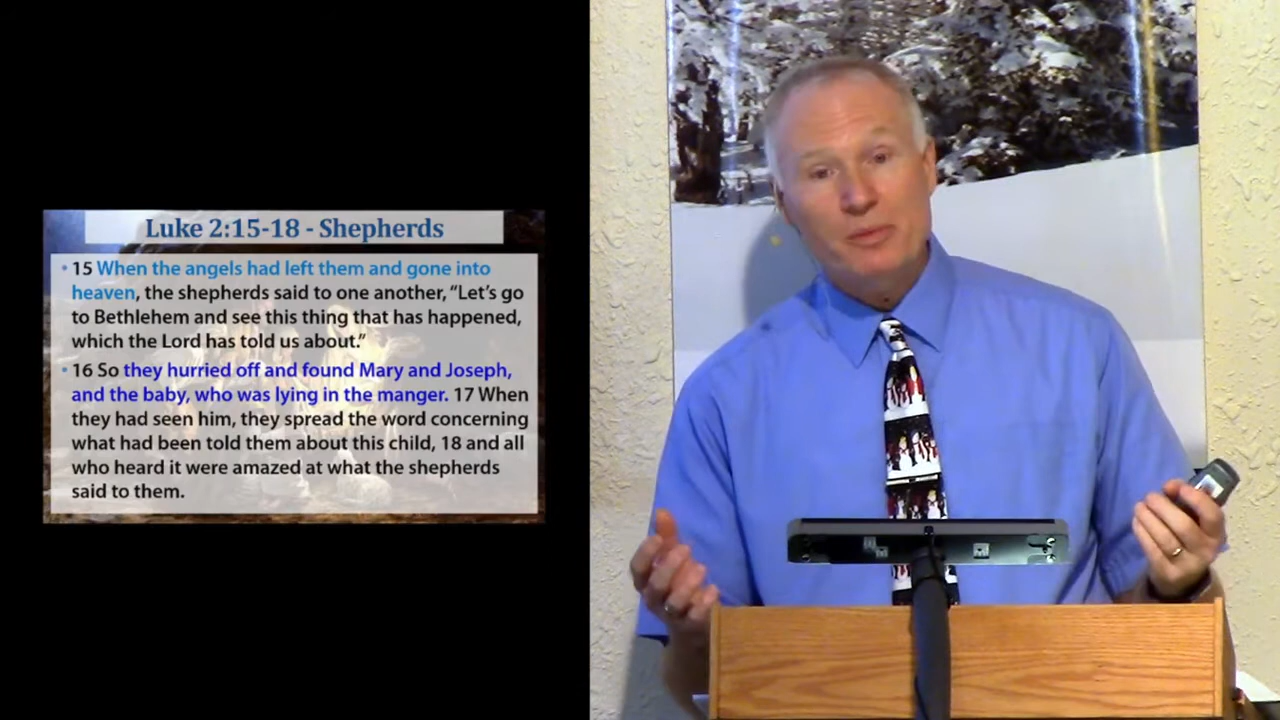 Luke 2:15-18 - Shepherds
• 15 When the angels had left them and gone into
heaven, the shepherds said to one another, “Let’s go
to Bethlehem and see this thing that has happened,
which the Lord has told us about.”
• 16 So they hurried off and found Mary and Joseph,
and the baby, who was lying in the manger. 17 When
they had seen him, they spread the word concerning
what had been told them about this child, 18 and all
who heard it were amazed at what the shepherds
said to them.